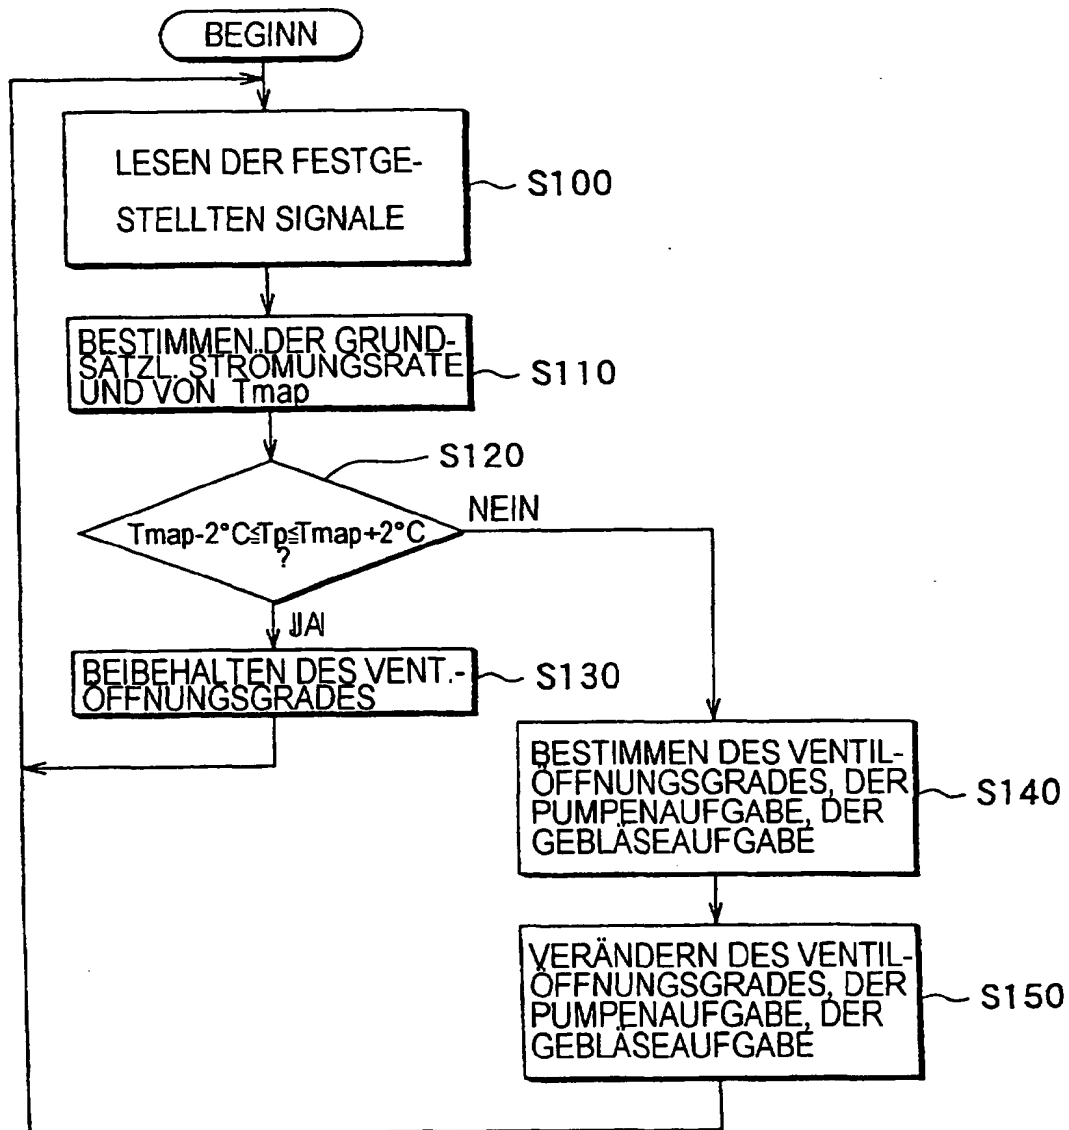 BEGINN
LESEN DER FESTGE-
STELLTEN SIGNALE
S100
BESTIMMEN DER GRUND-
SÄTZL. STRÖMUNGSRATE
UND VON Tmap
S110
S120
Tmap-2°C≦Tp≦Tmap+2°C
?
NEIN
JA
BEIBEHALTEN DES VENT.-
ÖFFNUNGSGRADES
S130
BESTIMMEN DES VENTIL-
ÖFFNUNGSGRADES, DER
PUMPENAUFGABE, DER
GEBLÄSEAUFGABE
S140
VERÄNDERN DES VENTIL-
ÖFFNUNGSGRADES, DER
PUMPENAUFGABE, DER
GEBLÄSEAUFGABE
S150